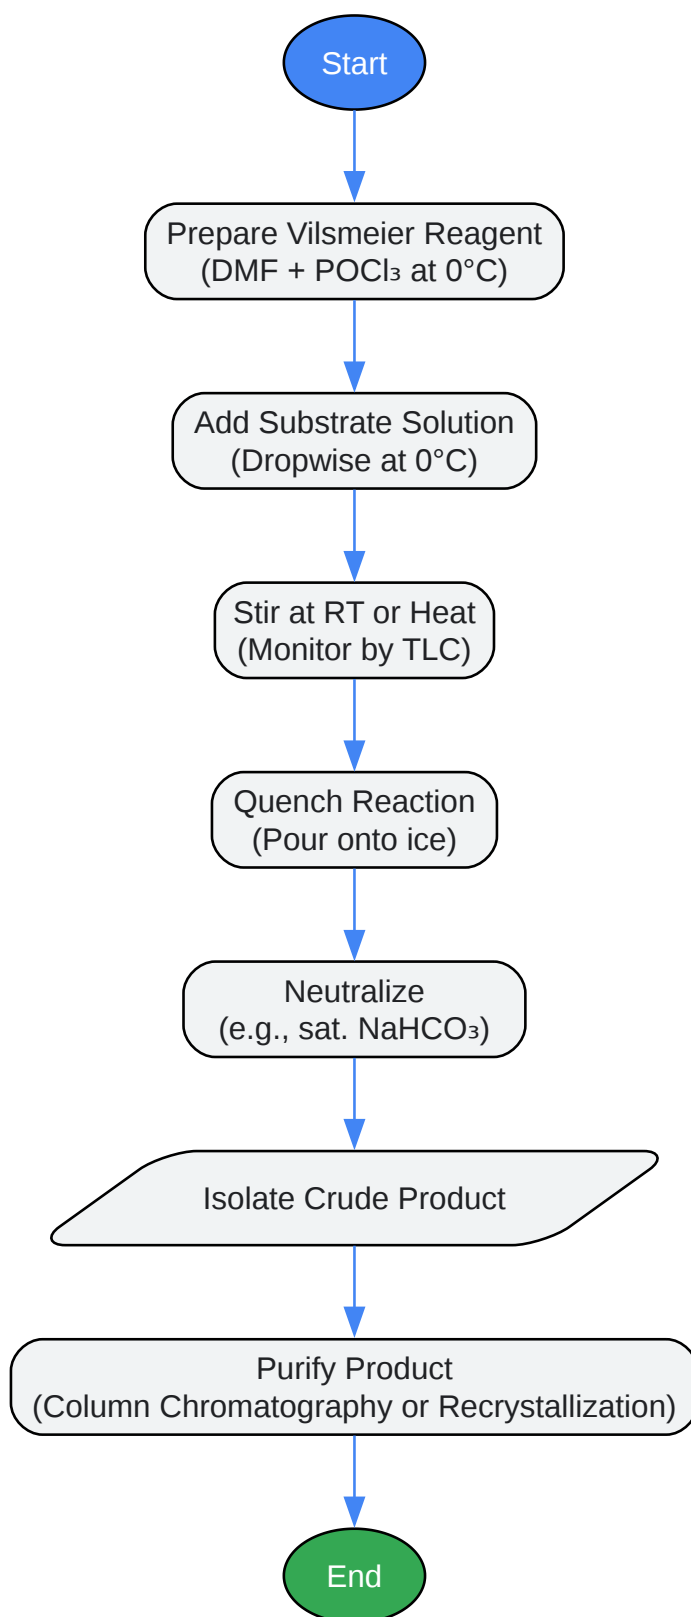 Start
Prepare Vilsmeier Reagent
(DMF + POCl₃ at 0°C)
Add Substrate Solution
(Dropwise at 0°C)
Stir at RT or Heat
(Monitor by TLC)
Quench Reaction
(Pour onto ice)
Neutralize
(e.g., sat. NaHCO₃)
Isolate Crude Product
Purify Product
(Column Chromatography or Recrystallization)
End